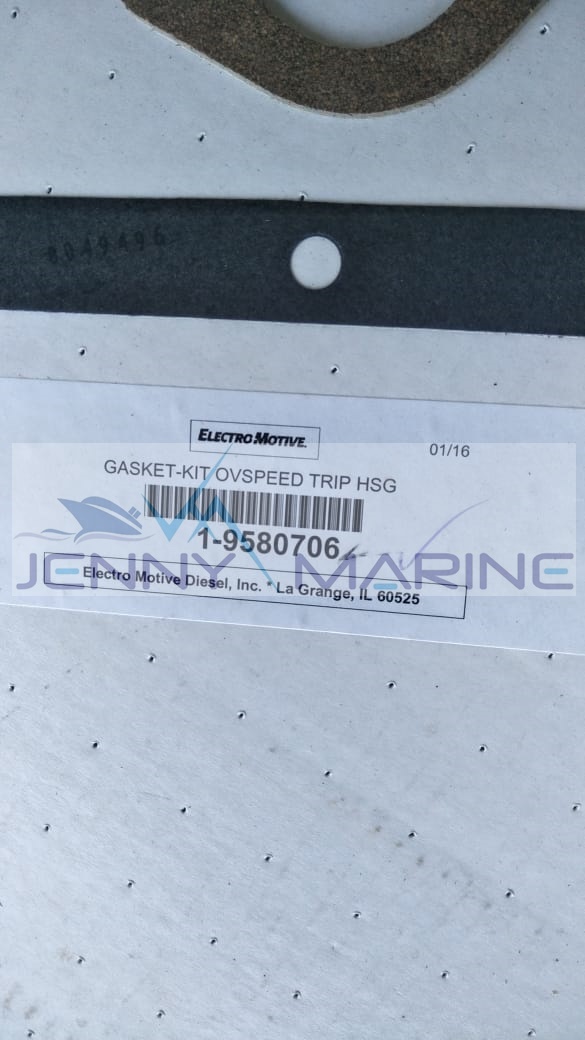 8049496
ELECTRO-MOTIVE.
01/16
GASKET-KIT OVSPEED TRIP HSG
1-9580706
JENNY MARINE
Electro Motive Diesel, Inc. * La Grange, IL 60525